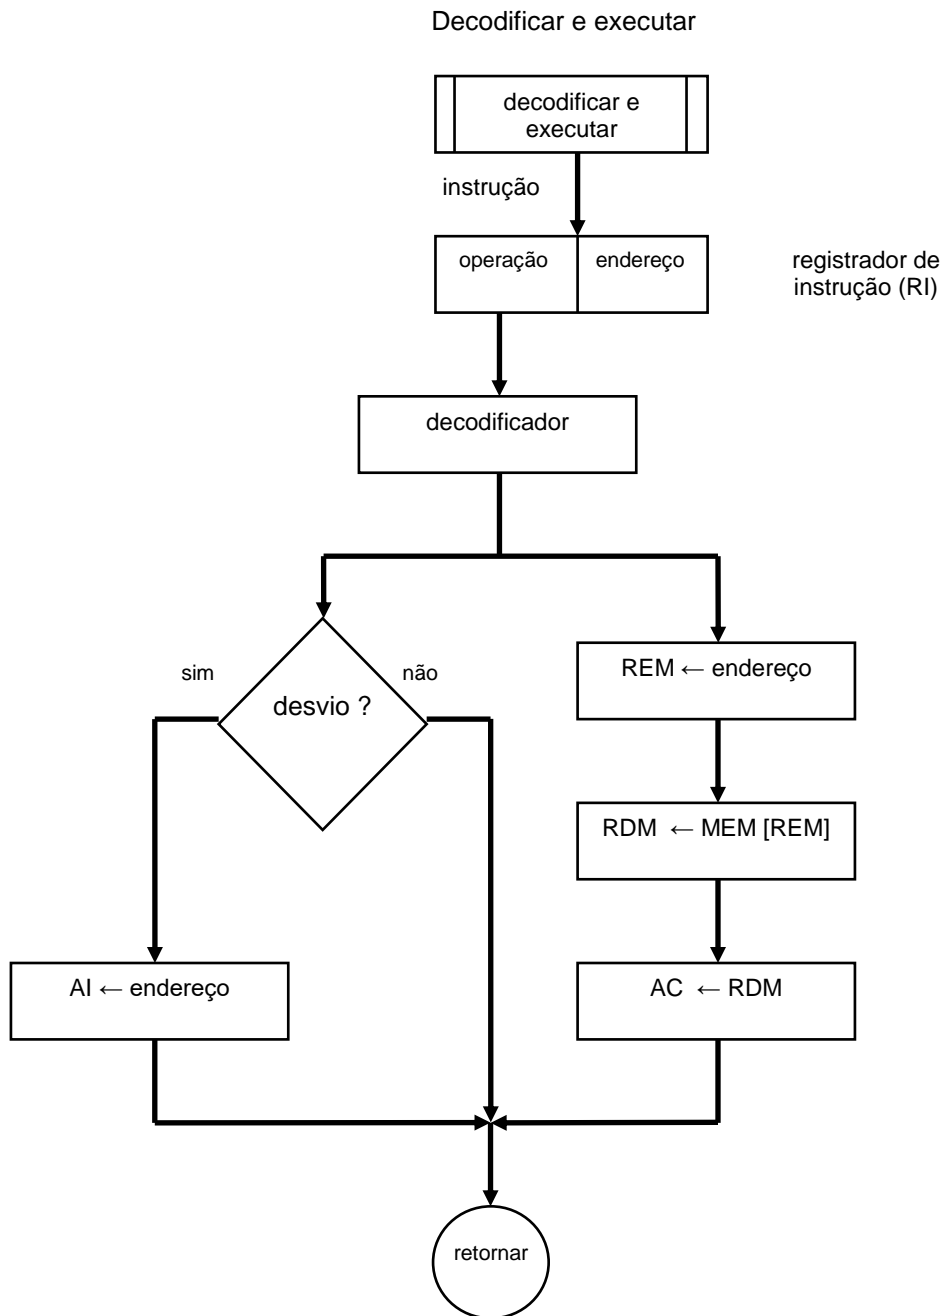 Decodificar e executar
decodificar e
executar
instrução
operação
endereço
registrador de
instrução (RI)
decodificador
sim
não
desvio ?
REM ← endereço
RDM ← MEM [REM]
AI ← endereço
AC ← RDM
retornar